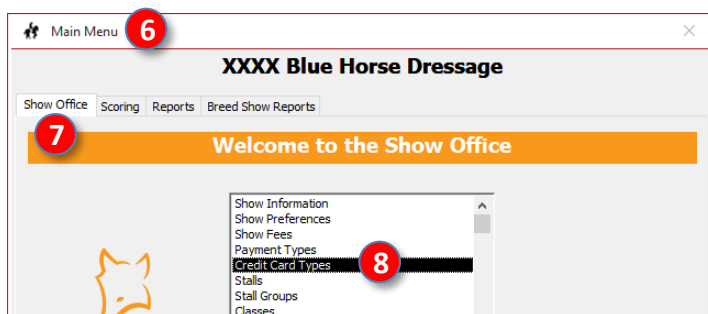 Main Menu 6
XXXX Blue Horse Dressage
Show Office Scoring Reports Breed Show Reports
7
Welcome to the Show Office
Show Information
Show Preferences
Show Fees
Payment Types
Credit Card Types 8
Stalls
Stall Groups
Classes